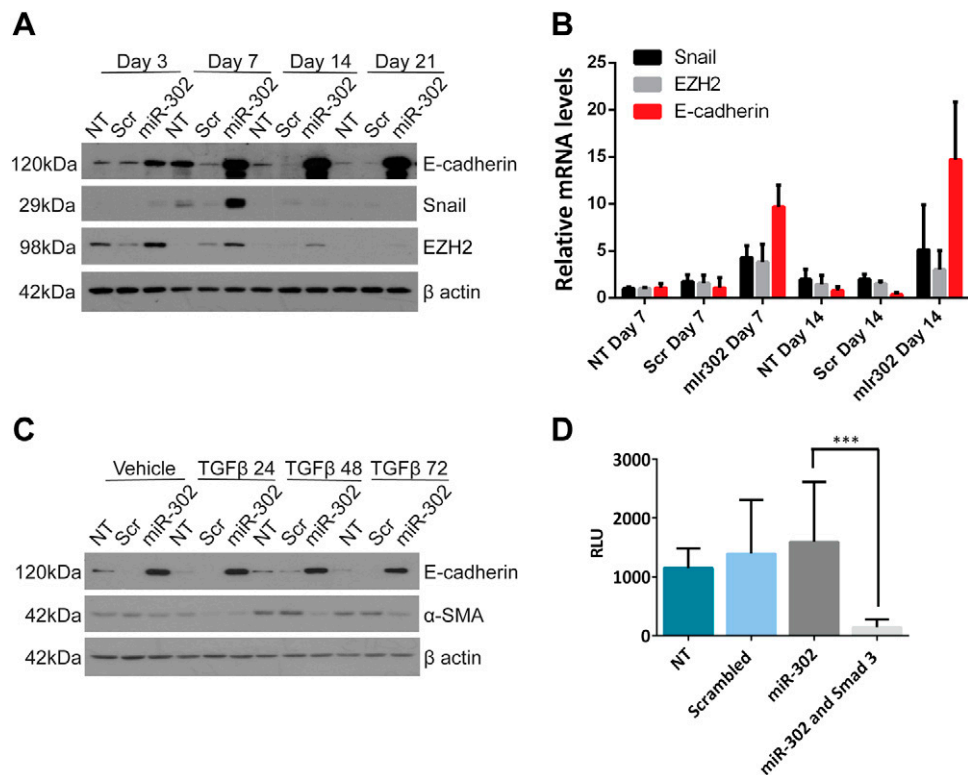 A
Day 3 Day 7 Day 14 Day 21
NT Scr miR-302 NT Scr miR-302 NT Scr miR-302 NT Scr miR-302
120kDa E-cadherin
29kDa Snail
98kDa EZH2
42kDa β actin
B
Snail
EZH2
E-cadherin
Relative mRNA levels
25
20
15
10
5
0
NT Day 7 Scr Day 7 mIr302 Day 7 NT Day 14 Scr Day 14 mIr302 Day 14
C
Vehicle TGFβ 24 TGFβ 48 TGFβ 72
NT Scr miR-302 NT Scr miR-302 NT Scr miR-302 NT Scr miR-302
120kDa E-cadherin
42kDa α-SMA
42kDa β actin
D
***
RLU
3000
2000
1000
0
NT Scrambled miR-302 miR-302 and Smad 3